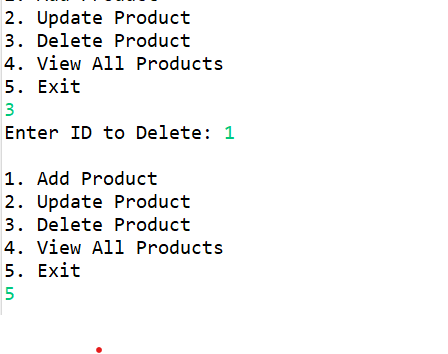 2. Update Product
3. Delete Product
4. View All Products
5. Exit
3
Enter ID to Delete: 1
1. Add Product
2. Update Product
3. Delete Product
4. View All Products
5. Exit
5